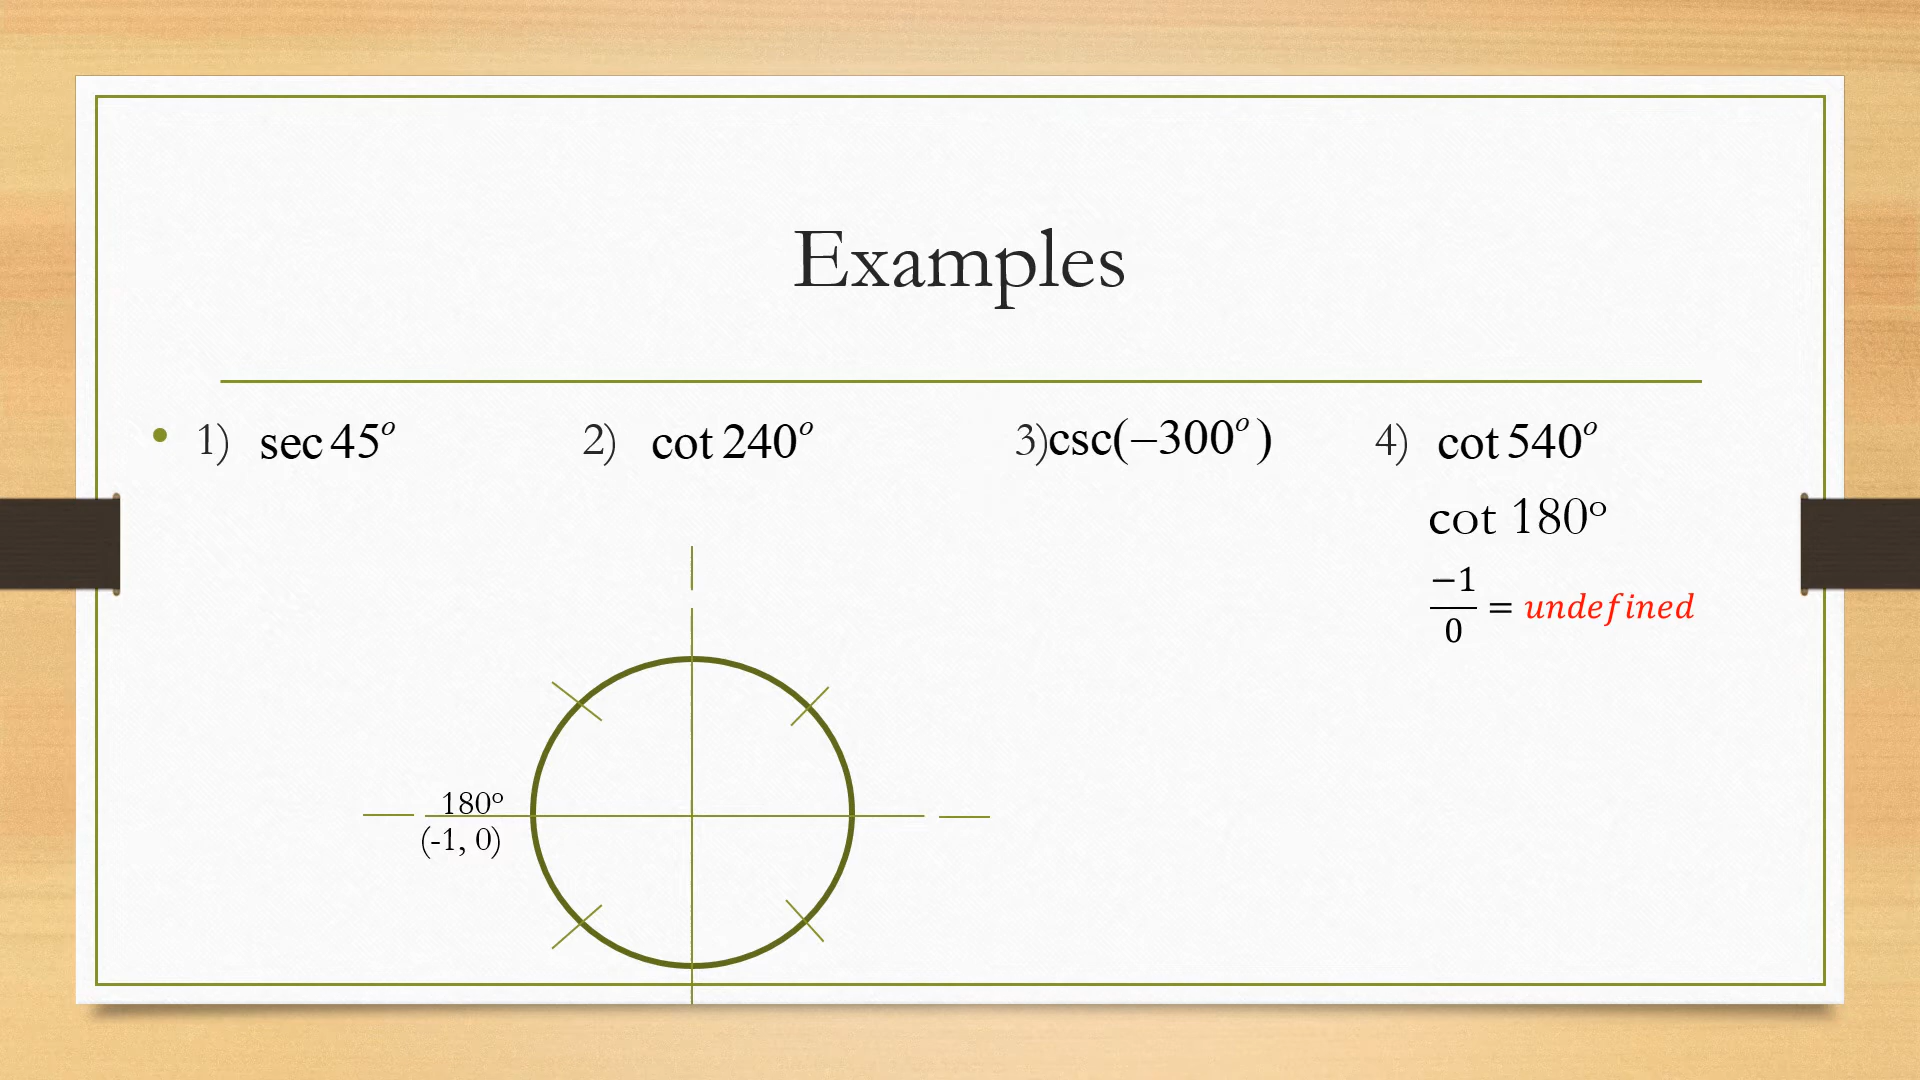 Examples
• 1) sec 45° 2) cot 240° 3)csc(−300°) 4) cot 540°
cot 180°
−1/0 = undefined
180°
(-1, 0)